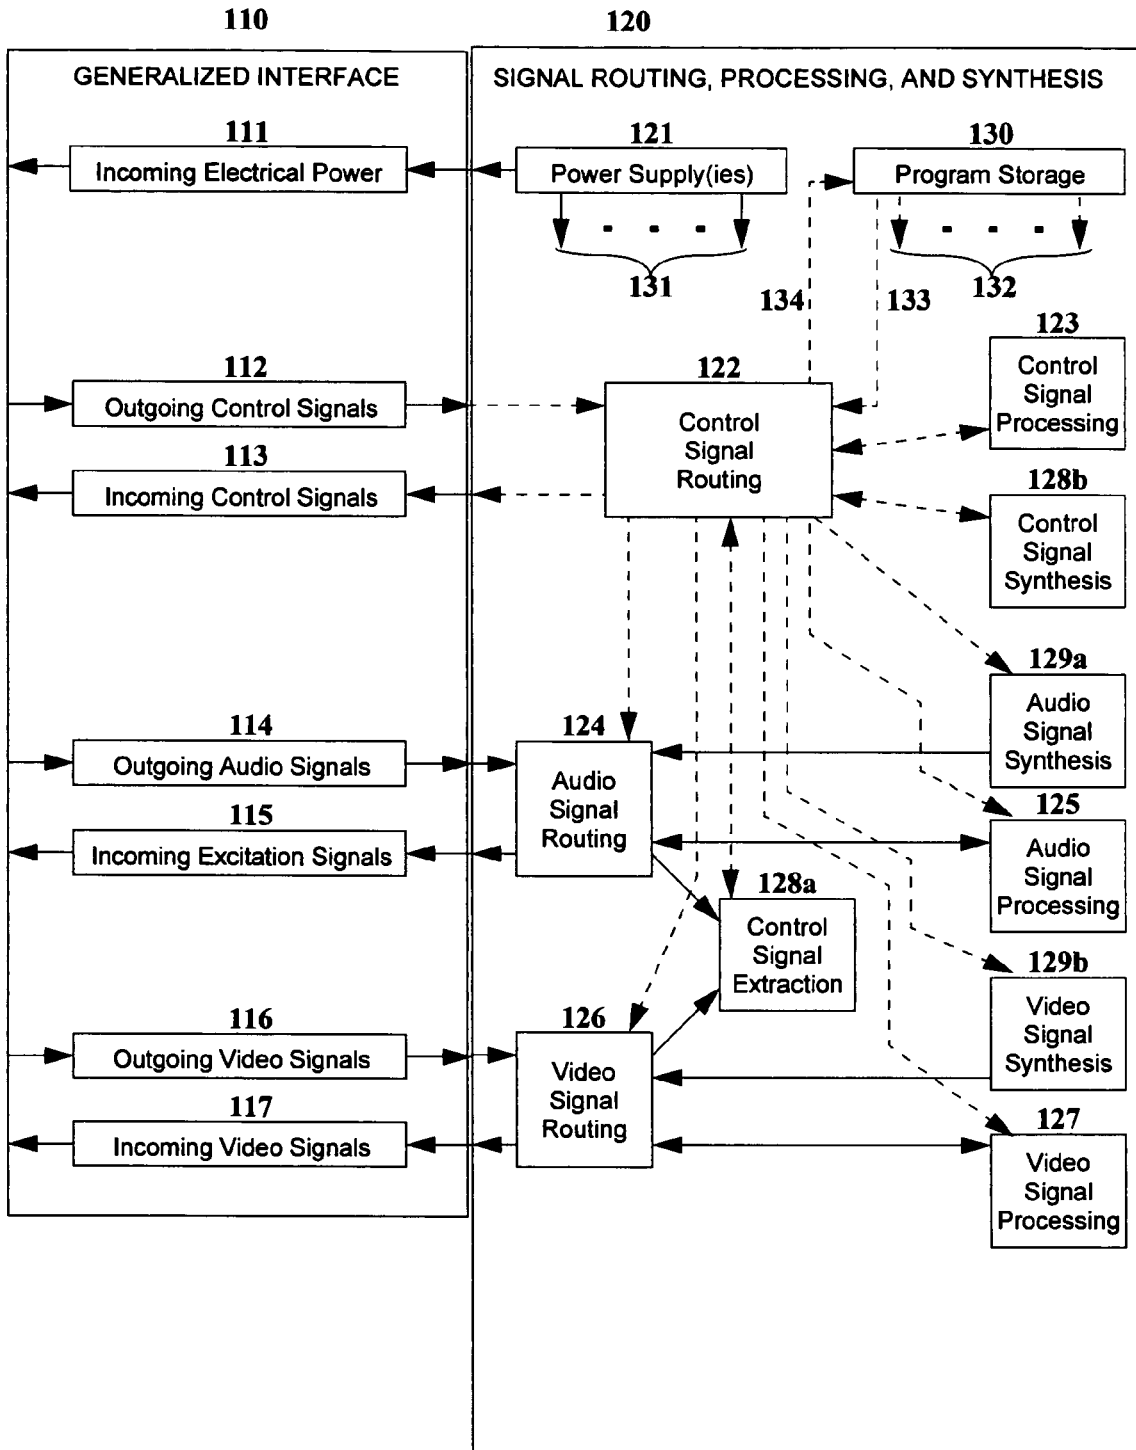 110
120
GENERALIZED INTERFACE
SIGNAL ROUTING, PROCESSING, AND SYNTHESIS
111
Incoming Electrical Power
121
Power Supply(ies)
130
Program Storage
131
134
133
132
112
Outgoing Control Signals
113
Incoming Control Signals
122
Control
Signal
Routing
123
Control
Signal
Processing
128b
Control
Signal
Synthesis
129a
Audio
Signal
Synthesis
114
Outgoing Audio Signals
115
Incoming Excitation Signals
124
Audio
Signal
Routing
125
Audio
Signal
Processing
128a
Control
Signal
Extraction
129b
Video
Signal
Synthesis
116
Outgoing Video Signals
117
Incoming Video Signals
126
Video
Signal
Routing
127
Video
Signal
Processing